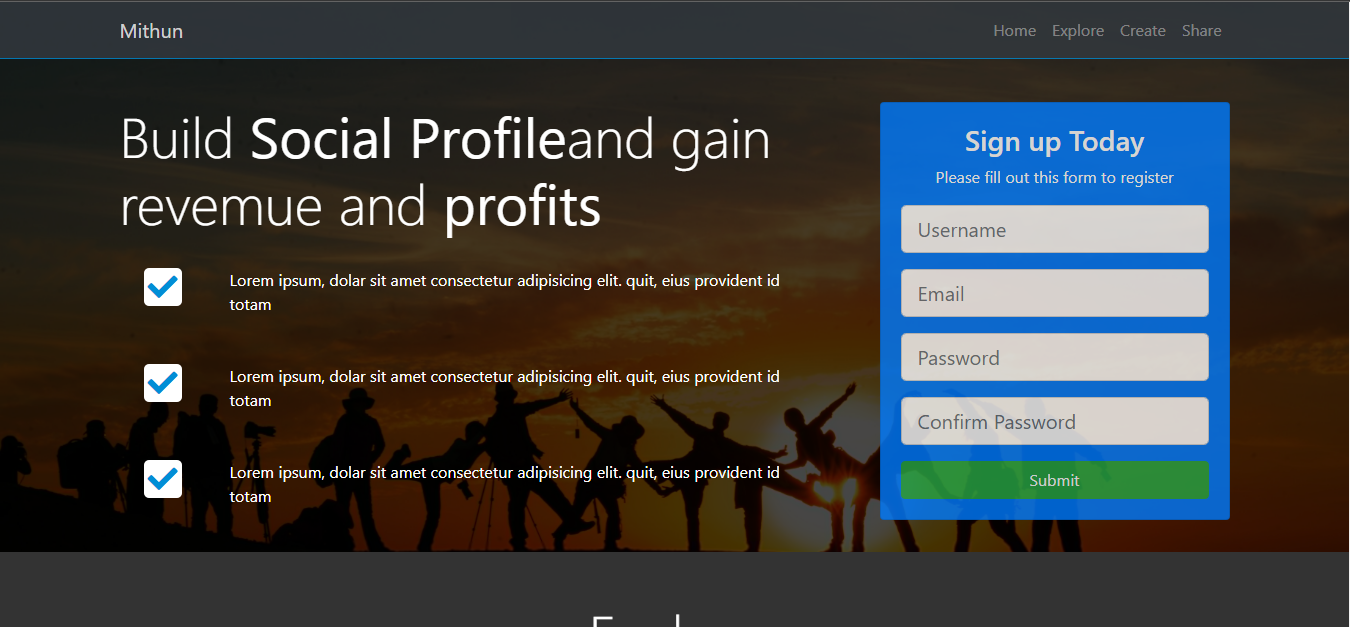 Mithun
Home Explore Create Share
Build Social Profileand gain
revemue and profits
Lorem ipsum, dolar sit amet consectetur adipisicing elit. quit, eius provident id
totam
Lorem ipsum, dolar sit amet consectetur adipisicing elit. quit, eius provident id
totam
Lorem ipsum, dolar sit amet consectetur adipisicing elit. quit, eius provident id
totam
Sign up Today
Please fill out this form to register
Username
Email
Password
Confirm Password
Submit